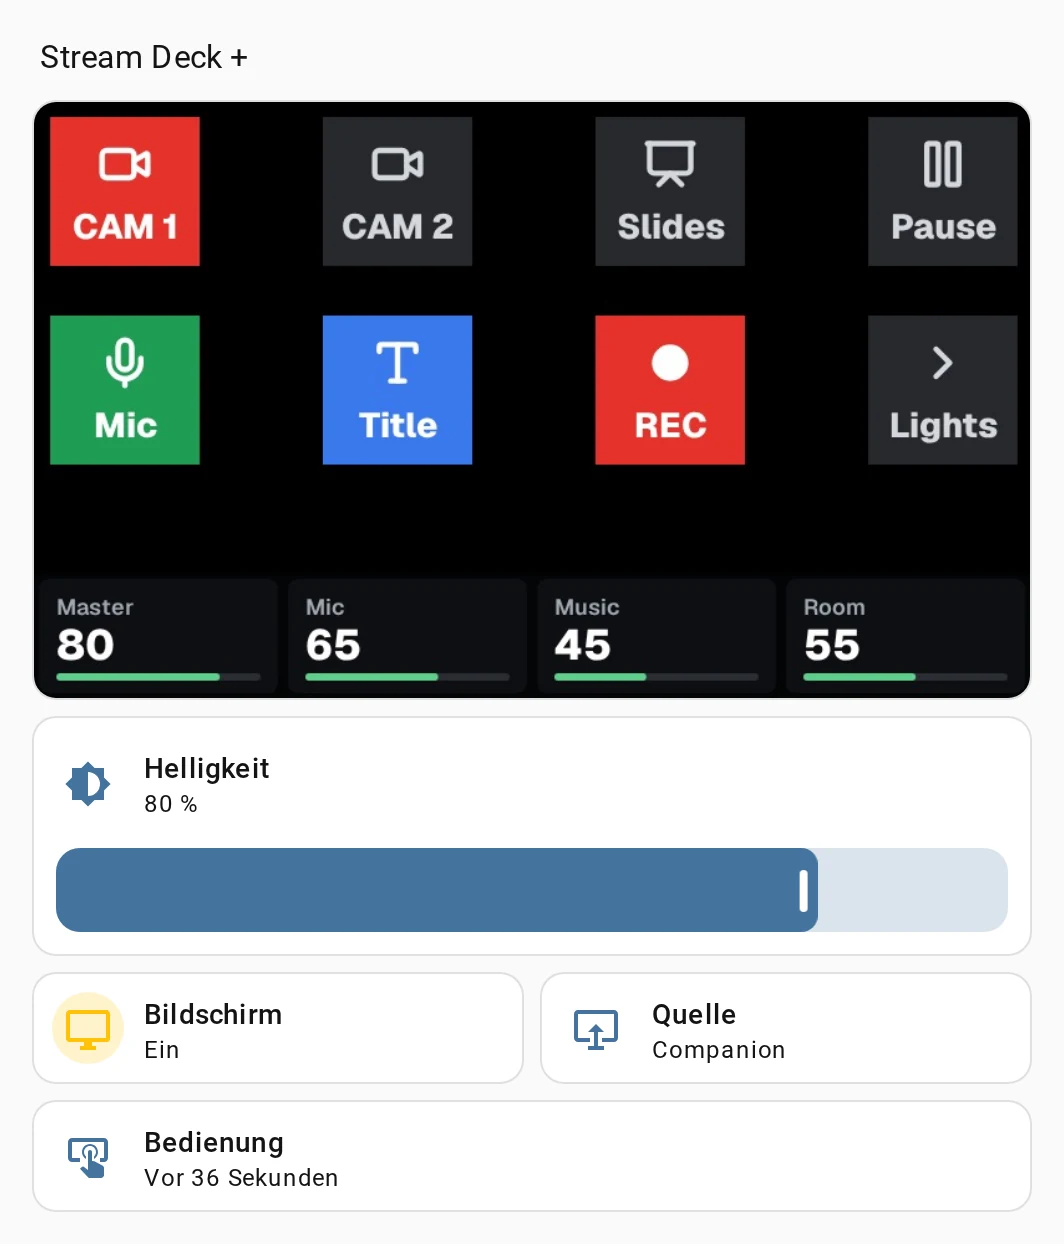 Stream Deck +
CAM 1
CAM 2
Slides
Pause
Mic
Title
REC
Lights
Master
80
Mic
65
Music
45
Room
55
Helligkeit
80 %
Bildschirm
Ein
Quelle
Companion
Bedienung
Vor 36 Sekunden